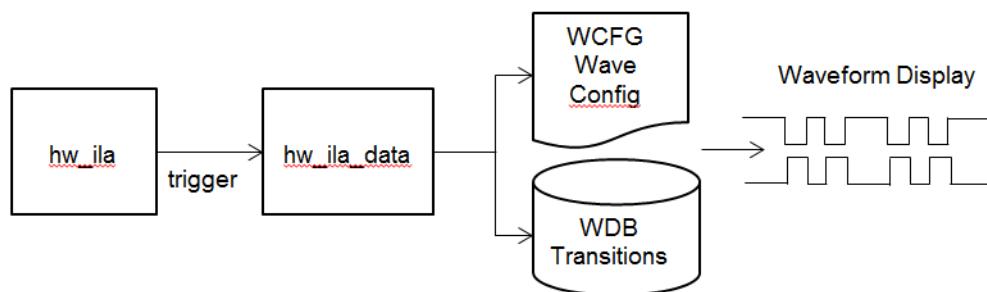 hw_ila
trigger
hw_ila_data
WCFG
Wave
Config
WDB
Transitions
Waveform Display